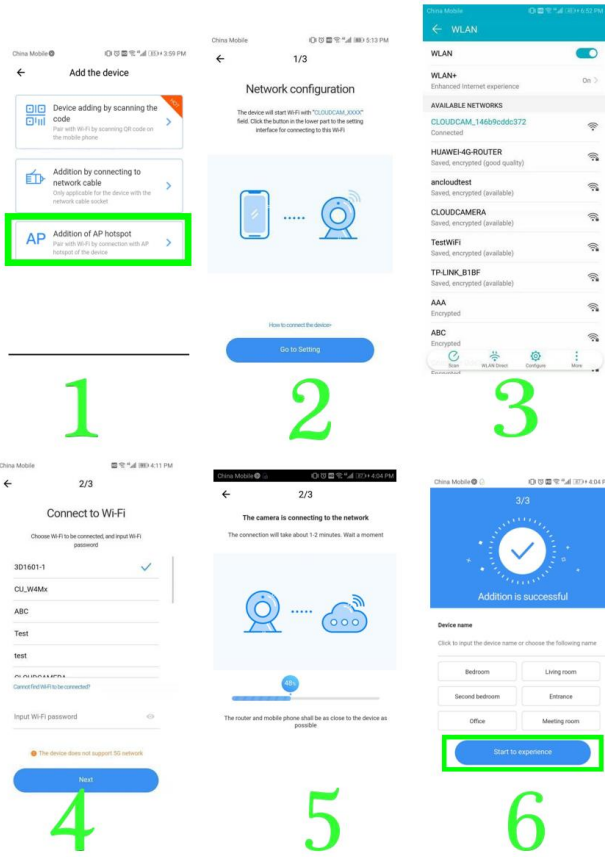 China Mobile 3:59 PM
Add the device
HOT
Device adding by scanning the
code
Pair with Wi-Fi by scanning QR code on
the mobile phone
Addition by connecting to
network cable
Only applicable for the device with the
network cable socket
AP
Addition of AP hotspot
Pair with Wi-Fi by connection with AP
hotspot of the device
1
China Mobile 5:13 PM
1/3
Network configuration
The device will start Wi-Fi with "CLOUDCAM_XXXX"
field. Click the button in the lower part to the setting
interface for connecting to this Wi-Fi
How to connect the device>
Go to Setting
2
China Mobile 6:52 PM
WLAN
WLAN
WLAN+
Enhanced internet experience
On >
AVAILABLE NETWORKS
CLOUDCAM_146b9cddc372
Connected
HUAWEI-4G-ROUTER
Saved, encrypted (good quality)
ancloudtest
Saved, encrypted (available)
CLOUDCAMERA
Saved, encrypted (available)
TestWiFi
Saved, encrypted (available)
TP-LINK_B1BF
Saved, encrypted (available)
AAA
Encrypted
ABC
Encrypted
Scan WLAN Direct Configure More
Encrypted
3
China Mobile 4:11 PM
2/3
Connect to Wi-Fi
Choose Wi-Fi to be connected, and input Wi-Fi
password
3D1601-1
CU_W4Mx
ABC
Test
test
CLOUDCAMERA
Cannot find Wi-Fi to be connected?
Input Wi-Fi password
The device does not support 5G network
Next
4
China Mobile 4:04 PM
2/3
The camera is connecting to the network
The connection will take about 1-2 minutes. Wait a moment
48%
The router and mobile phone shall be as close to the device as
possible
5
China Mobile 4:04 P
3/3
Addition is successful
Device name
Click to input the device name or choose the following name
Bedroom Living room
Second bedroom Entrance
Office Meeting room
Start to experience
6